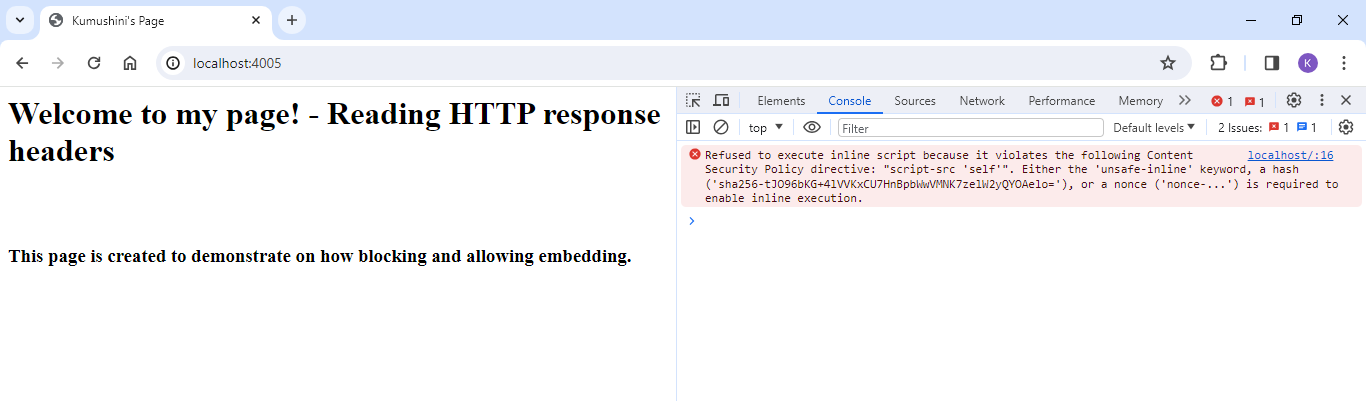 Kumushini's Page
localhost:4005
K
Welcome to my page! - Reading HTTP response
headers
This page is created to demonstrate on how blocking and allowing embedding.
Elements Console Sources Network Performance Memory 1 1
top Filter Default levels 2 Issues: 1 1
Refused to execute inline script because it violates the following Content localhost/:16
Security Policy directive: "script-src 'self'". Either the 'unsafe-inline' keyword, a hash
('sha256-tJO96bKG+4lVVKxCU7HnBpbWwVMNK7zelW2yQYOAelo='), or a nonce ('nonce-...') is required to
enable inline execution.